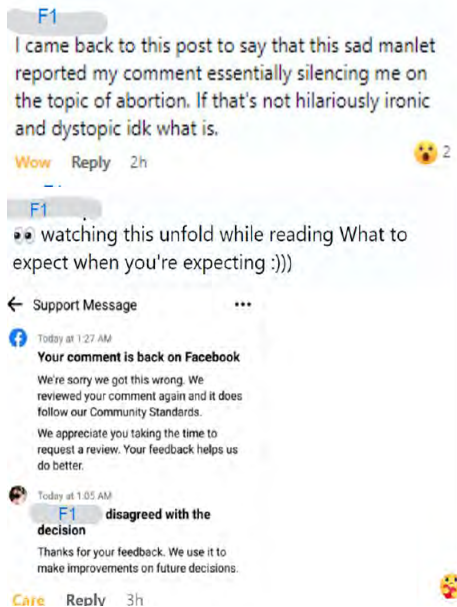 F1
I came back to this post to say that this sad manlet
reported my comment essentially silencing me on
the topic of abortion. If that's not hilariously ironic
and dystopic idk what is.
Wow Reply 2h
2
F1
👀 watching this unfold while reading What to
expect when you're expecting :)))
← Support Message •••
Today at 1:27 AM
Your comment is back on Facebook
We're sorry we got this wrong. We
reviewed your comment again and it does
follow our Community Standards.
We appreciate you taking the time to
request a review. Your feedback helps us
do better.
Today at 1:05 AM
F1 disagreed with the
decision
Thanks for your feedback. We use it to
make improvements on future decisions.
Care Reply 3h